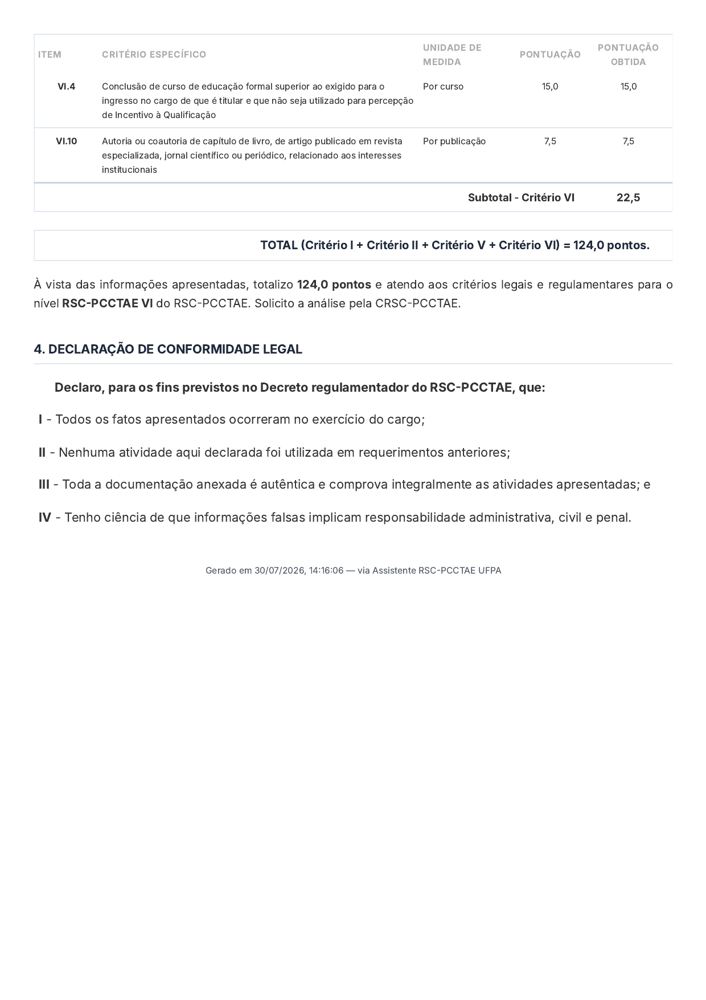 ITEM CRITÉRIO ESPECÍFICO UNIDADE DE MEDIDA PONTUAÇÃO PONTUAÇÃO OBTIDA
VI.4 Conclusão de curso de educação formal superior ao exigido para o Por curso 15,0 15,0
ingresso no cargo de que é titular e que não seja utilizado para percepção
de Incentivo à Qualificação
VI.10 Autoria ou coautoria de capítulo de livro, de artigo publicado em revista Por publicação 7,5 7,5
especializada, jornal científico ou periódico, relacionado aos interesses
institucionais
Subtotal - Critério VI 22,5
TOTAL (Critério I + Critério II + Critério V + Critério VI) = 124,0 pontos.
À vista das informações apresentadas, totalizo 124,0 pontos e atendo aos critérios legais e regulamentares para o
nível RSC-PCCTAE VI do RSC-PCCTAE. Solicito a análise pela CRSC-PCCTAE.
4. DECLARAÇÃO DE CONFORMIDADE LEGAL
Declaro, para os fins previstos no Decreto regulamentador do RSC-PCCTAE, que:
I - Todos os fatos apresentados ocorreram no exercício do cargo;
II - Nenhuma atividade aqui declarada foi utilizada em requerimentos anteriores;
III - Toda a documentação anexada é autêntica e comprova integralmente as atividades apresentadas; e
IV - Tenho ciência de que informações falsas implicam responsabilidade administrativa, civil e penal.
Gerado em 30/07/2026, 14:16:06 — via Assistente RSC-PCCTAE UFPA